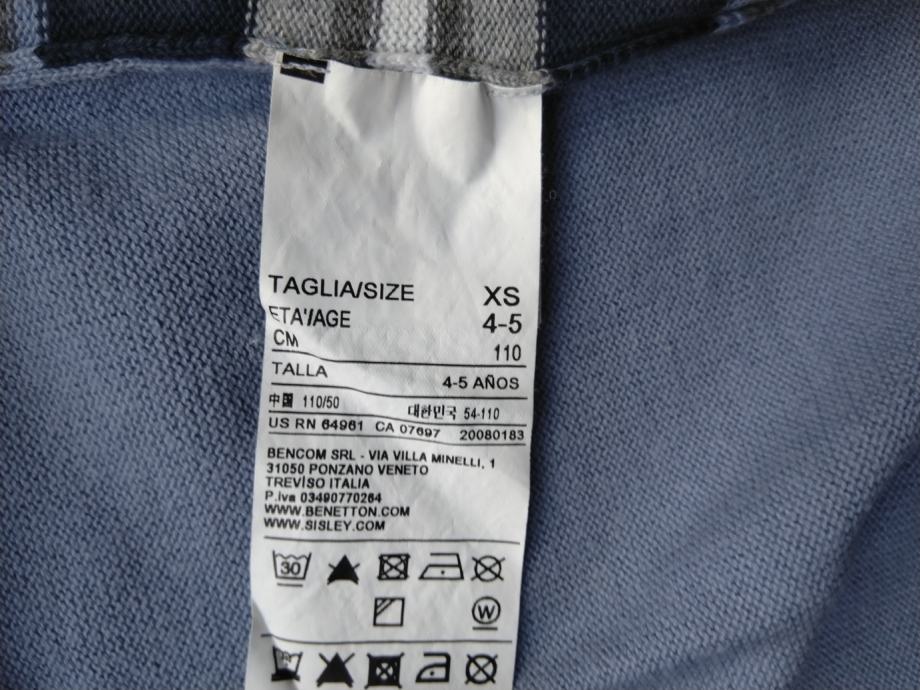 TAGLIA/SIZE XS
ETA'/AGE 4-5
CM 110
TALLA 4-5 AÑOS
中国 110/50 대한민국 54-110
US RN 64961 CA 07697 20080183
BENCOM SRL - VIA VILLA MINELLI, 1
31050 PONZANO VENETO
TREVISO ITALIA
P.iva 03490770264
WWW.BENETTON.COM
WWW.SISLEY.COM
30
W